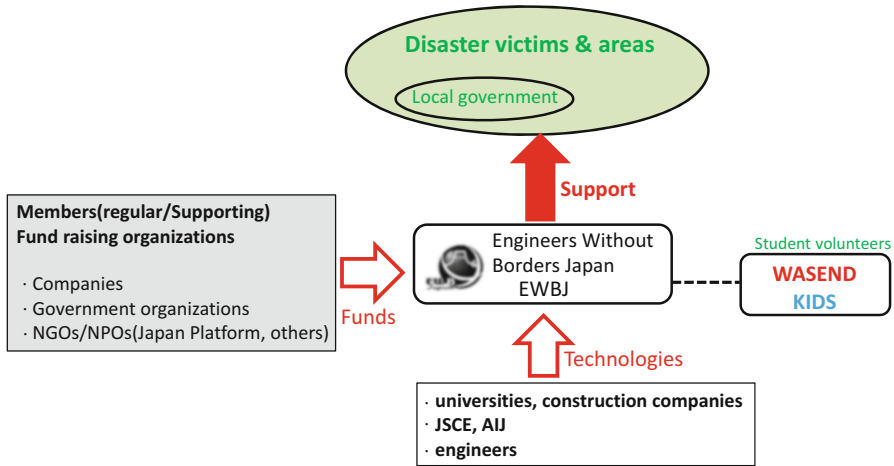 Disaster victims & areas
Local government
Support
Members(regular/Supporting)
Fund raising organizations
· Companies
· Government organizations
· NGOs/NPOs(Japan Platform, others)
Funds
Engineers Without
Borders Japan
EWBJ
Student volunteers
WASEND
KIDS
Technologies
· universities, construction companies
· JSCE, AIJ
· engineers